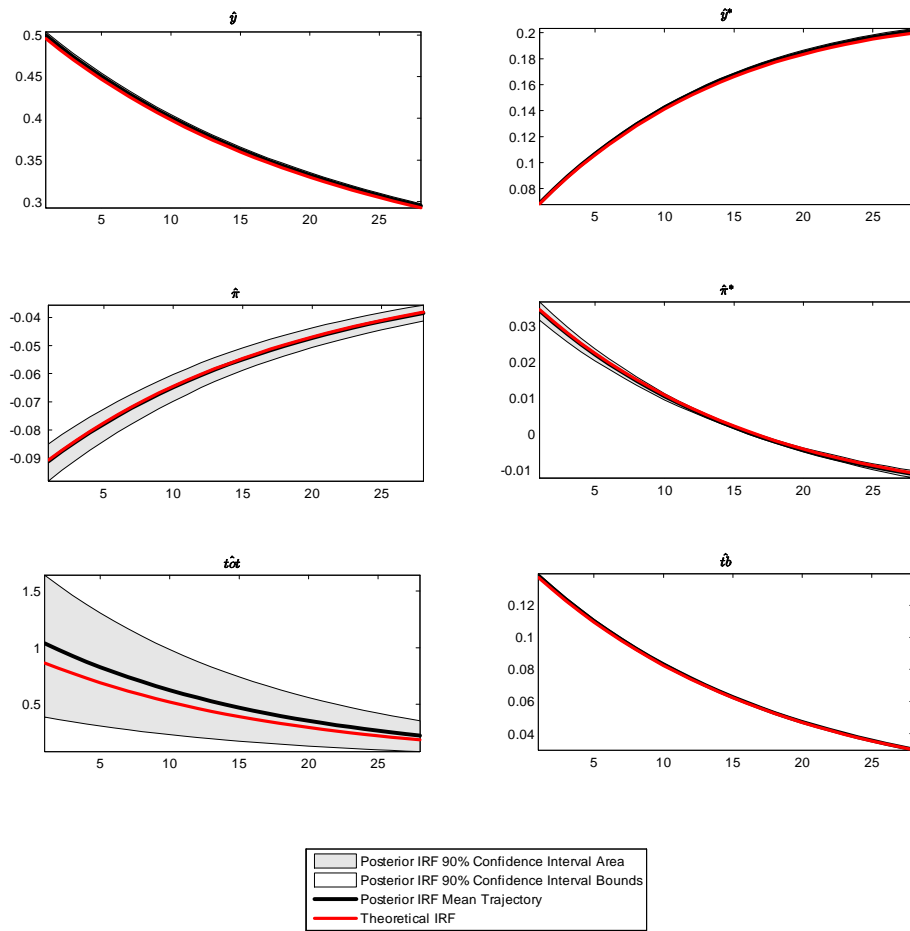 ŷ
0.5
0.45
0.4
0.35
0.3
5 10 15 20 25
ŷ*
0.2
0.18
0.16
0.14
0.12
0.1
0.08
5 10 15 20 25
π̂
-0.04
-0.05
-0.06
-0.07
-0.08
-0.09
5 10 15 20 25
π̂*
0.03
0.02
0.01
0
-0.01
5 10 15 20 25
tôt
1.5
1
0.5
5 10 15 20 25
t̂b
0.12
0.1
0.08
0.06
0.04
5 10 15 20 25
Posterior IRF 90% Confidence Interval Area
Posterior IRF 90% Confidence Interval Bounds
Posterior IRF Mean Trajectory
Theoretical IRF